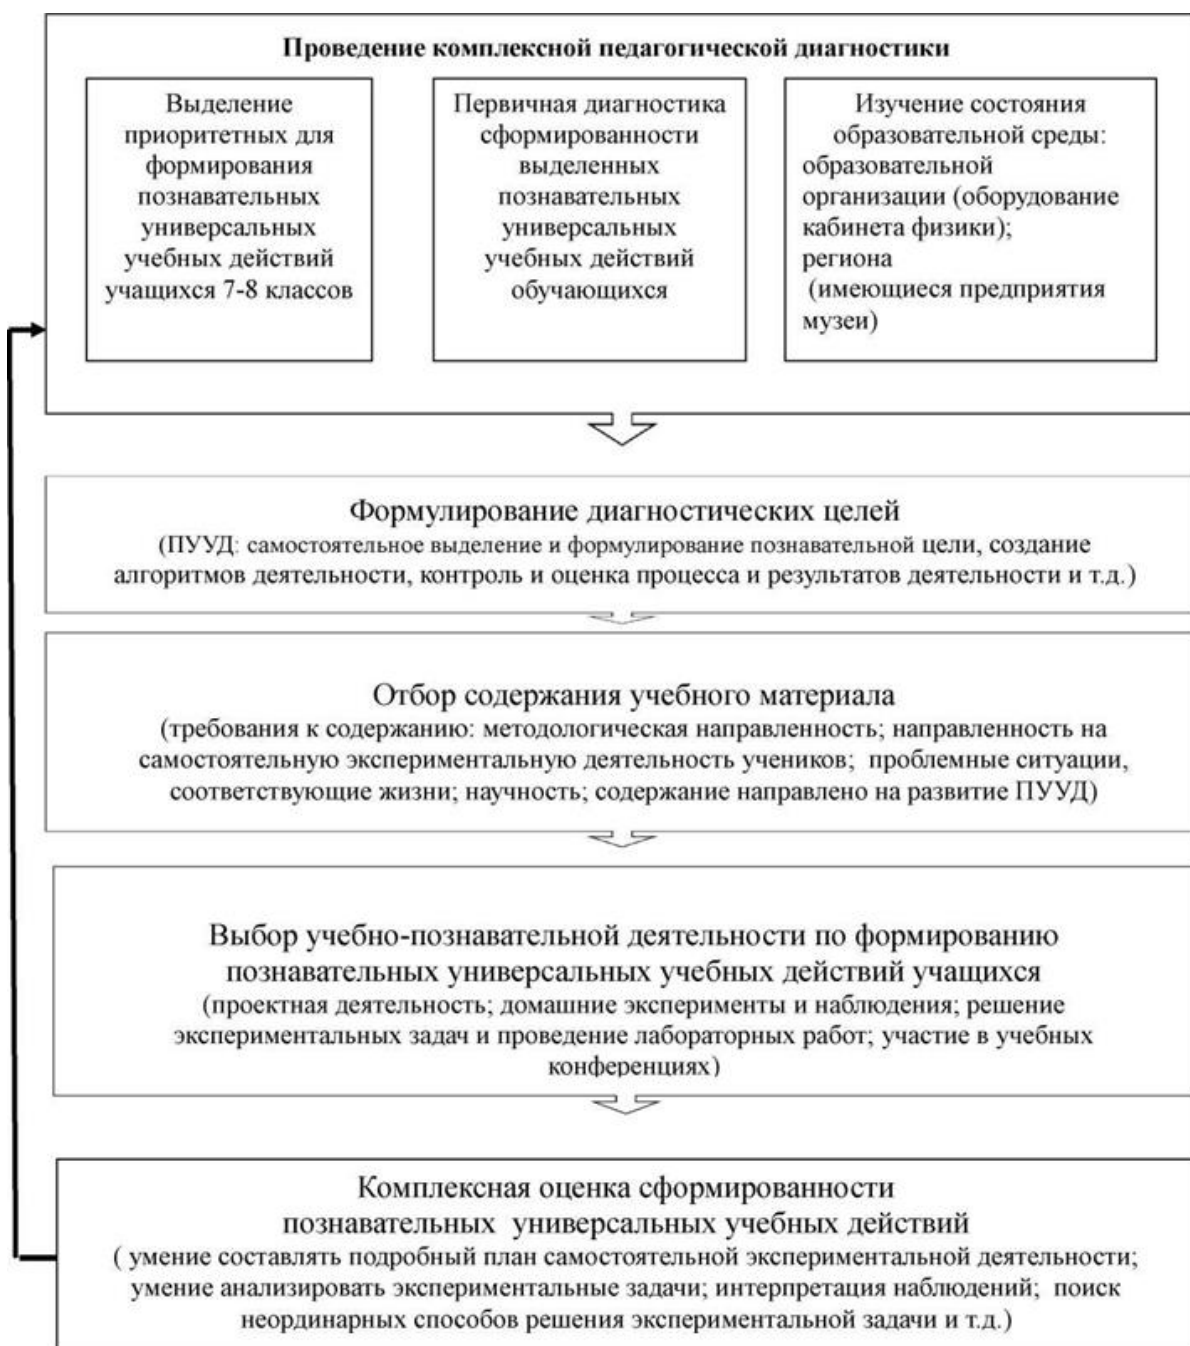 Проведение комплексной педагогической диагностики
Выделение
приоритетных для
формирования
познавательных
универсальных
учебных действий
учащихся 7-8 классов
Первичная диагностика
сформированности
выделенных
познавательных
универсальных
учебных действий
обучающихся
Изучение состояния
образовательной среды:
образовательной
организации (оборудование
кабинета физики);
региона
(имеющиеся предприятия
музеи)
Формулирование диагностических целей
(ПУУД: самостоятельное выделение и формулирование познавательной цели, создание
алгоритмов деятельности, контроль и оценка процесса и результатов деятельности и т.д.)
Отбор содержания учебного материала
(требования к содержанию: методологическая направленность; направленность на
самостоятельную экспериментальную деятельность учеников; проблемные ситуации,
соответствующие жизни; научность; содержание направлено на развитие ПУУД)
Выбор учебно-познавательной деятельности по формированию
познавательных универсальных учебных действий учащихся
(проектная деятельность; домашние эксперименты и наблюдения; решение
экспериментальных задач и проведение лабораторных работ; участие в учебных
конференциях)
Комплексная оценка сформированности
познавательных универсальных учебных действий
( умение составлять подробный план самостоятельной экспериментальной деятельности;
умение анализировать экспериментальные задачи; интерпретация наблюдений; поиск
неординарных способов решения экспериментальной задачи и т.д.)